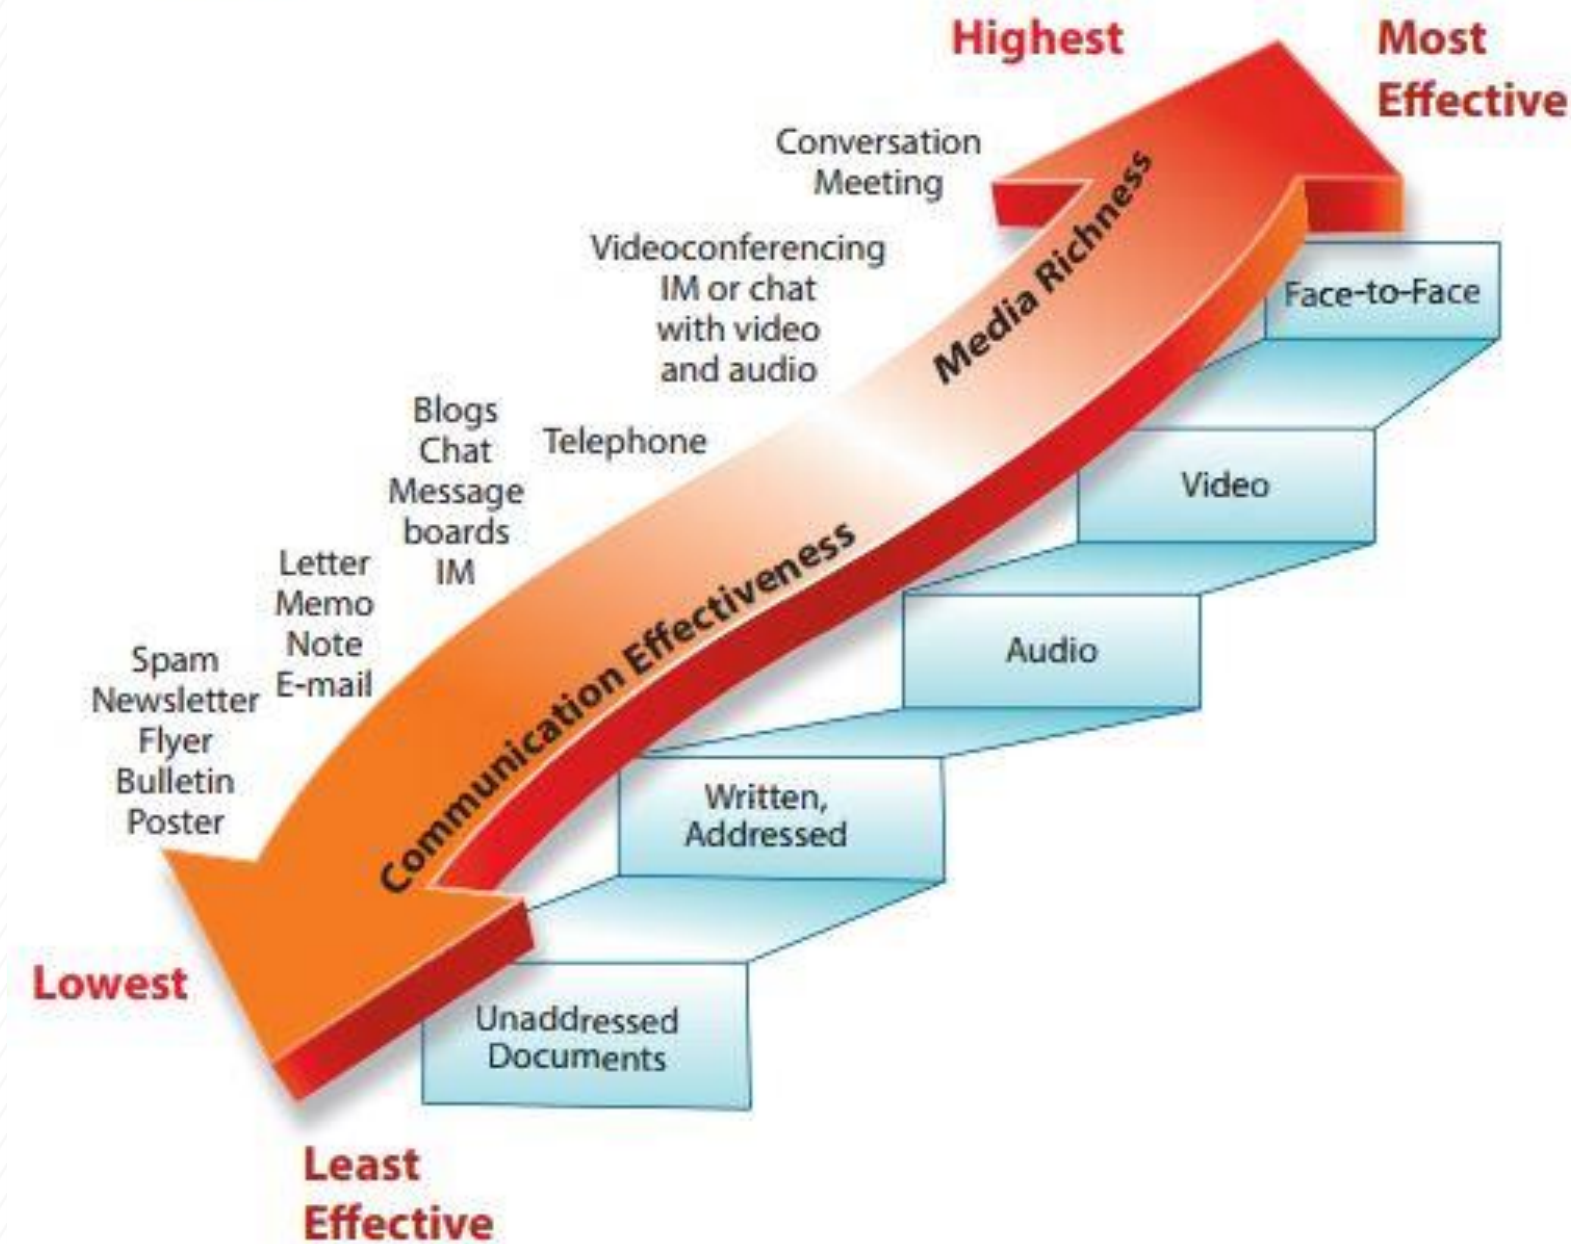 Highest
Most
Effective
Conversation
Meeting
Media Richness
Videoconferencing
IM or chat
with video
and audio
Face-to-Face
Blogs
Chat
Message
boards
IM
Telephone
Video
Communication Effectiveness
Letter
Memo
Note
E-mail
Audio
Spam
Newsletter
Flyer
Bulletin
Poster
Written,
Addressed
Lowest
Unaddressed
Documents
Least
Effective